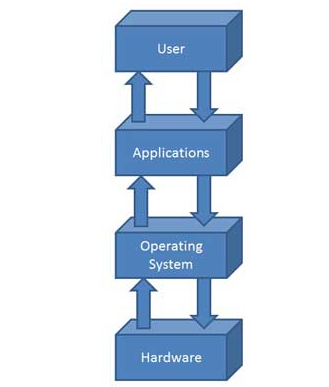 User
Applications
Operating
System
Hardware